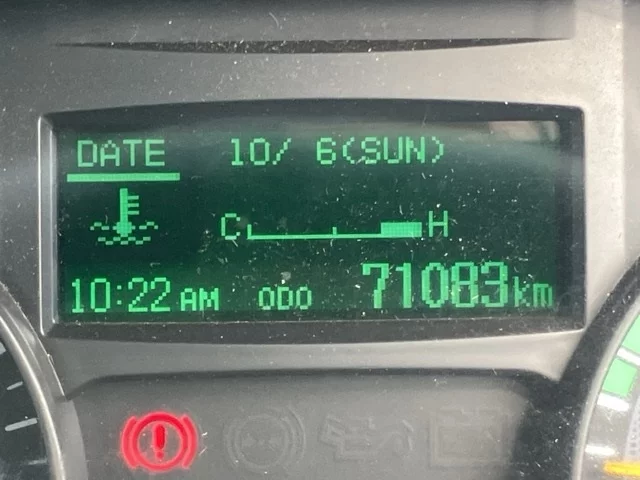 DATE 10/ 6(SUN)
C H
10:22 AM ODO 71083km